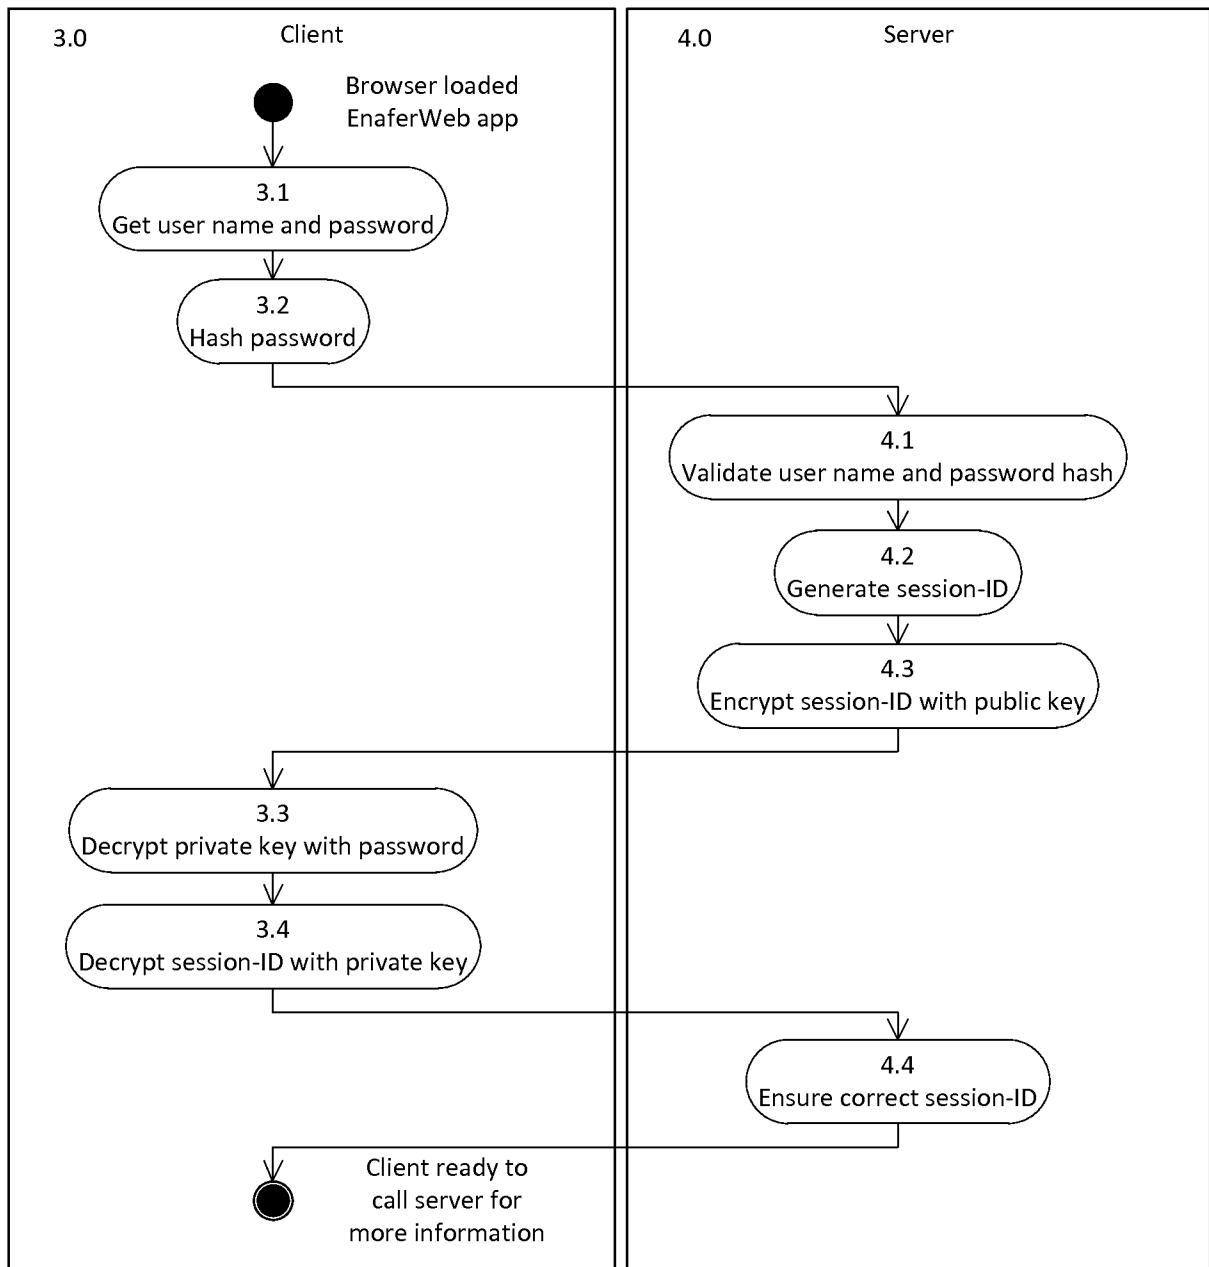 3.0
Client
4.0
Server
Browser loaded
EnaferWeb app
3.1
Get user name and password
3.2
Hash password
4.1
Validate user name and password hash
4.2
Generate session-ID
4.3
Encrypt session-ID with public key
3.3
Decrypt private key with password
3.4
Decrypt session-ID with private key
4.4
Ensure correct session-ID
Client ready to
call server for
more information